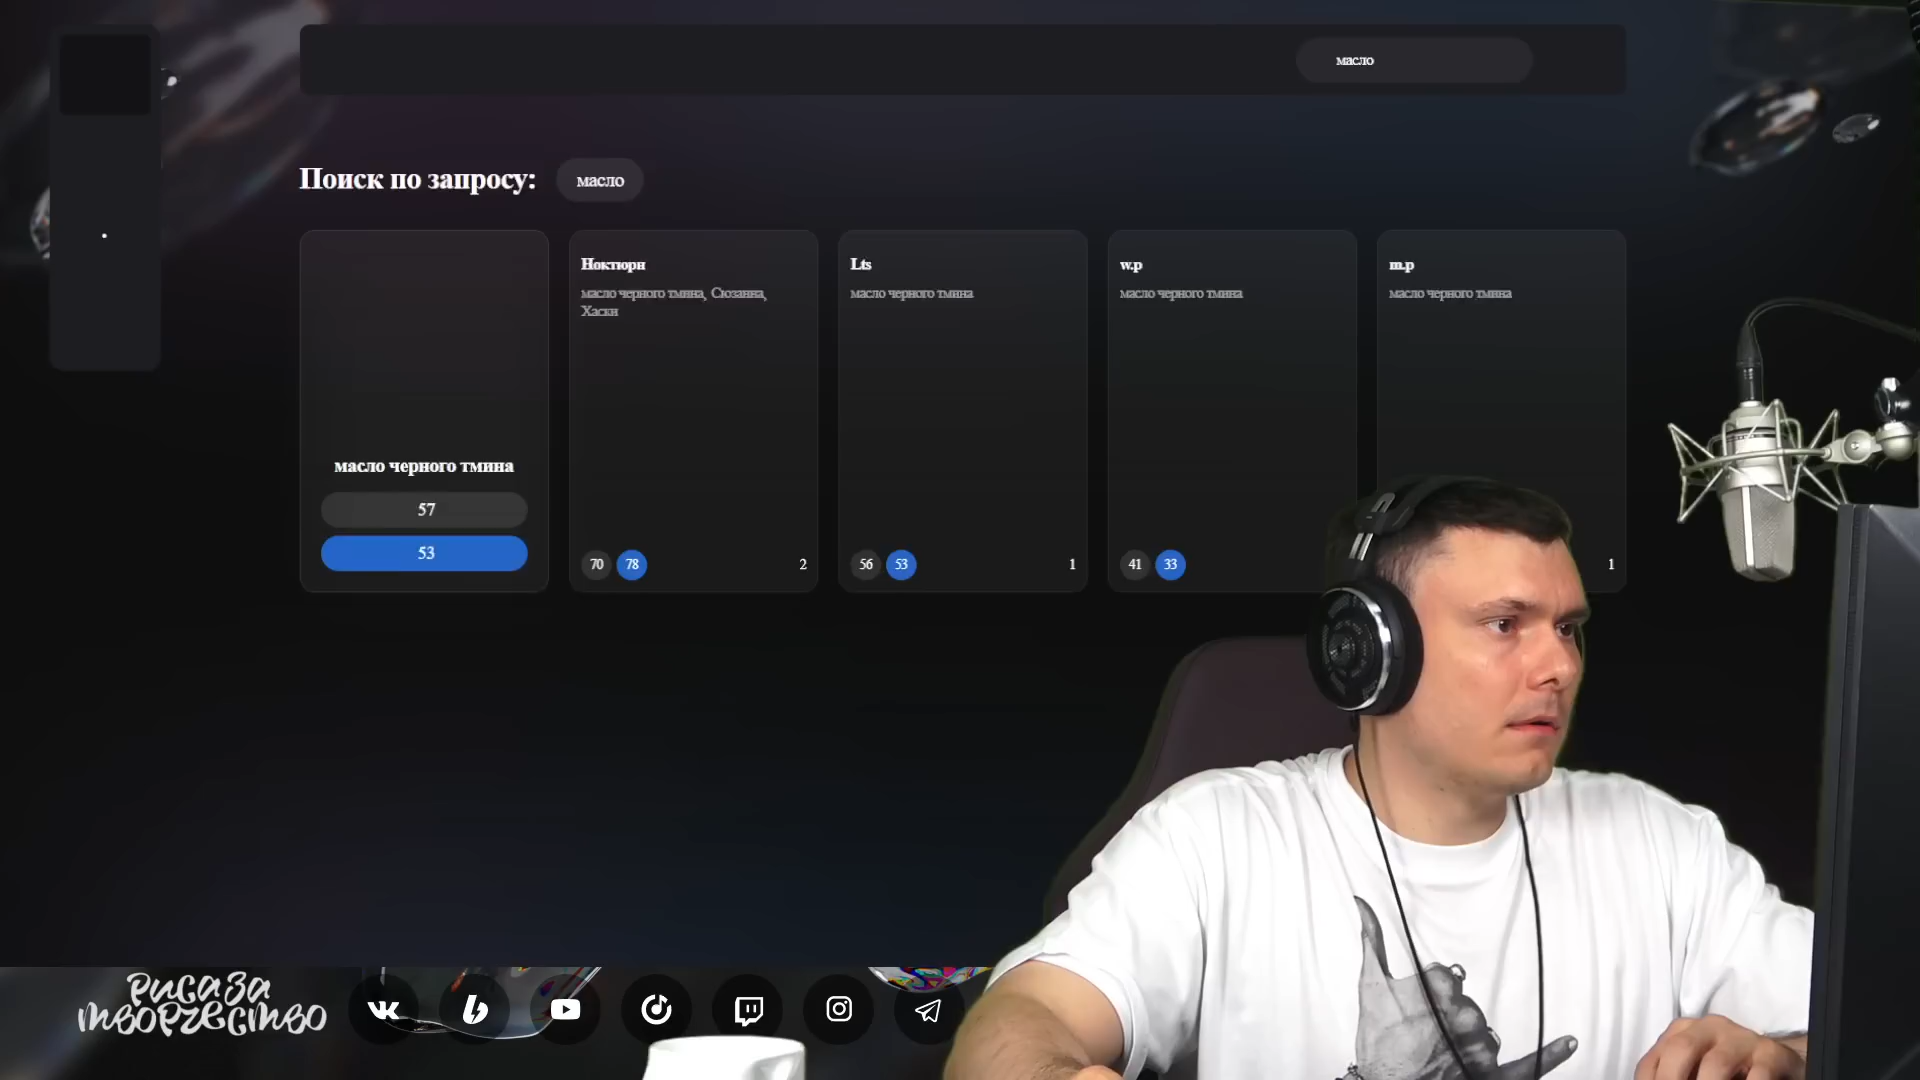 масло
Поиск по запросу:
масло
масло черного тмина
57
53
Ноктюрн
масло черного тмина, Сюзанна,
Хаски
70 78 2
Lts
масло черного тмина
56 53 1
w.p
масло черного тмина
41 33
m.p
масло черного тмина
1
рисаза
творчество